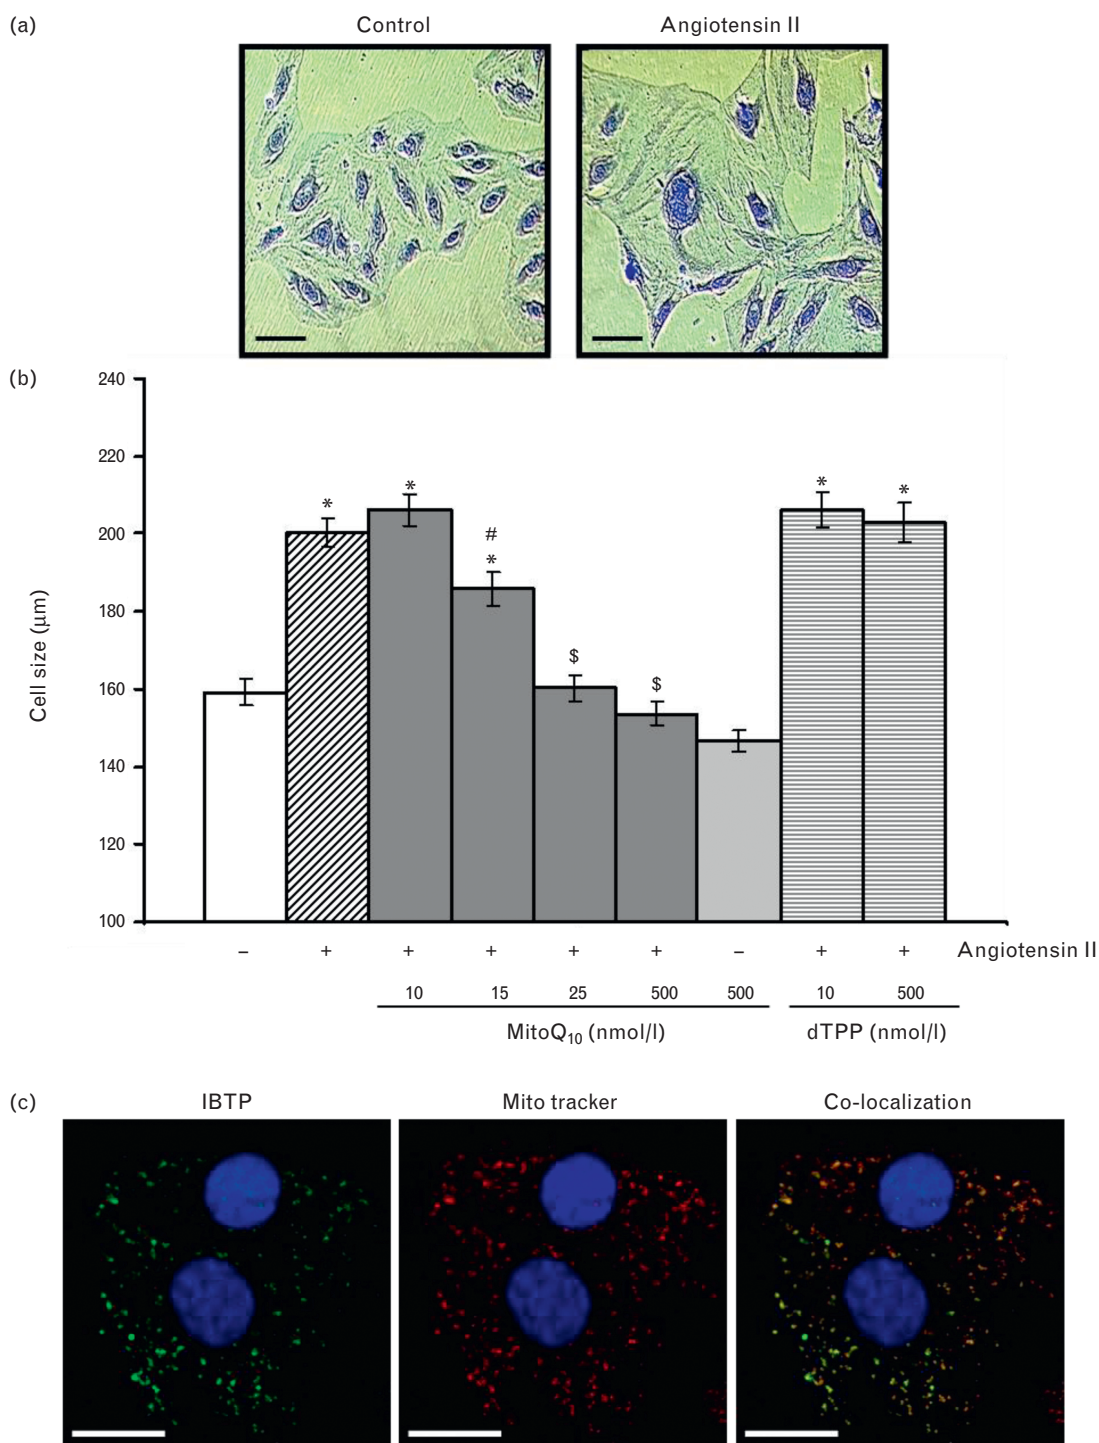 (a)
Control
Angiotensin II
(b)
240
220
200
180
160
140
120
100
Cell size (μm)
*
*
#
*
$
$
*
*
– + + + + + – + + Angiotensin II
10 15 25 500 500 10 500
MitoQ10 (nmol/l) dTPP (nmol/l)
(c)
IBTP
Mito tracker
Co-localization